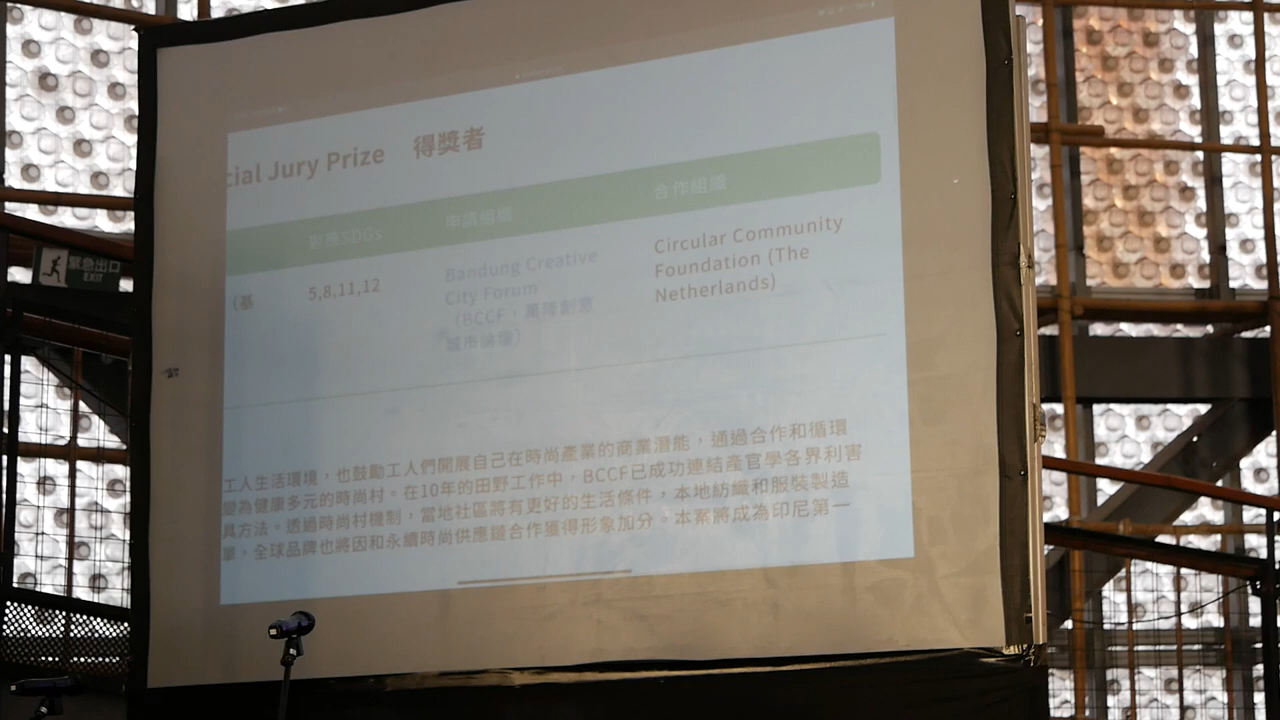 cial Jury Prize 得獎者
對應SDGs 申請組織 合作組織
（基 5,8,11,12 Bandung Creative Circular Community
City Forum Foundation (The
（BCCF，萬隆創意 Netherlands)
城市論壇）
工人生活環境，也鼓勵工人們開展自己在時尚產業的商業潛能，通過合作和循環
變為健康多元的時尚村。在10年的田野工作中，BCCF已成功連結產官學各界利害
具方法。透過時尚村機制，當地社區將有更好的生活條件，本地紡織和服裝製造
單，全球品牌也將因和永續時尚供應鏈合作獲得形象加分。本案將成為印尼第一
緊急出口
EXIT